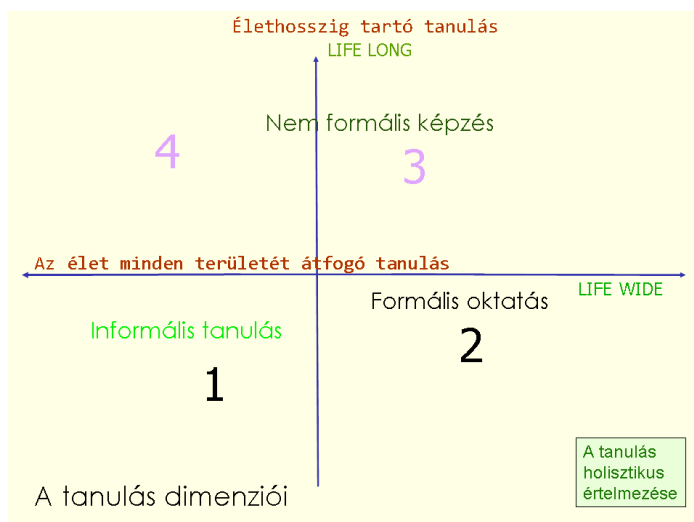 Élethosszig tartó tanulás
LIFE LONG
Nem formális képzés
4
3
Az élet minden területét átfogó tanulás
LIFE WIDE
Formális oktatás
Informális tanulás
2
1
A tanulás
holisztikus
értelmezése
A tanulás dimenziói